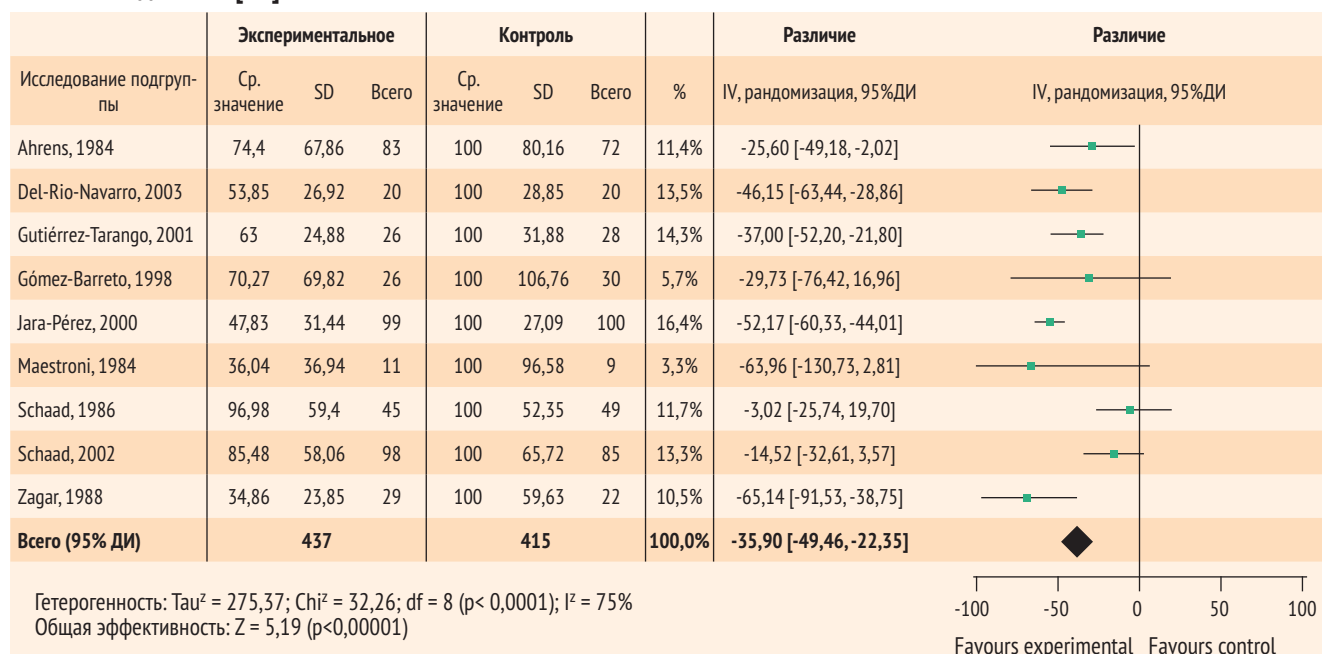 Экспериментальное Контроль Различие Различие
Исследование подгруп-
пы
Ср.
значение SD Всего Ср.
значение SD Всего % IV, рандомизация, 95%ДИ IV, рандомизация, 95%ДИ
Ahrens, 1984 74,4 67,86 83 100 80,16 72 11,4% -25,60 [-49,18, -2,02]
Del-Rio-Navarro, 2003 53,85 26,92 20 100 28,85 20 13,5% -46,15 [-63,44, -28,86]
Gutiérrez-Tarango, 2001 63 24,88 26 100 31,88 28 14,3% -37,00 [-52,20, -21,80]
Gómez-Barreto, 1998 70,27 69,82 26 100 106,76 30 5,7% -29,73 [-76,42, 16,96]
Jara-Pérez, 2000 47,83 31,44 99 100 27,09 100 16,4% -52,17 [-60,33, -44,01]
Maestroni, 1984 36,04 36,94 11 100 96,58 9 3,3% -63,96 [-130,73, 2,81]
Schaad, 1986 96,98 59,4 45 100 52,35 49 11,7% -3,02 [-25,74, 19,70]
Schaad, 2002 85,48 58,06 98 100 65,72 85 13,3% -14,52 [-32,61, 3,57]
Zagar, 1988 34,86 23,85 29 100 59,63 22 10,5% -65,14 [-91,53, -38,75]
Всего (95% ДИ) 437 415 100,0% -35,90 [-49,46, -22,35]
Гетерогенность: Tauᶻ = 275,37; Chiᶻ = 32,26; df = 8 (p< 0,0001); Iᶻ = 75%
Общая эффективность: Z = 5,19 (p<0,00001)
-100 -50 0 50 100
Favours experimental Favours control